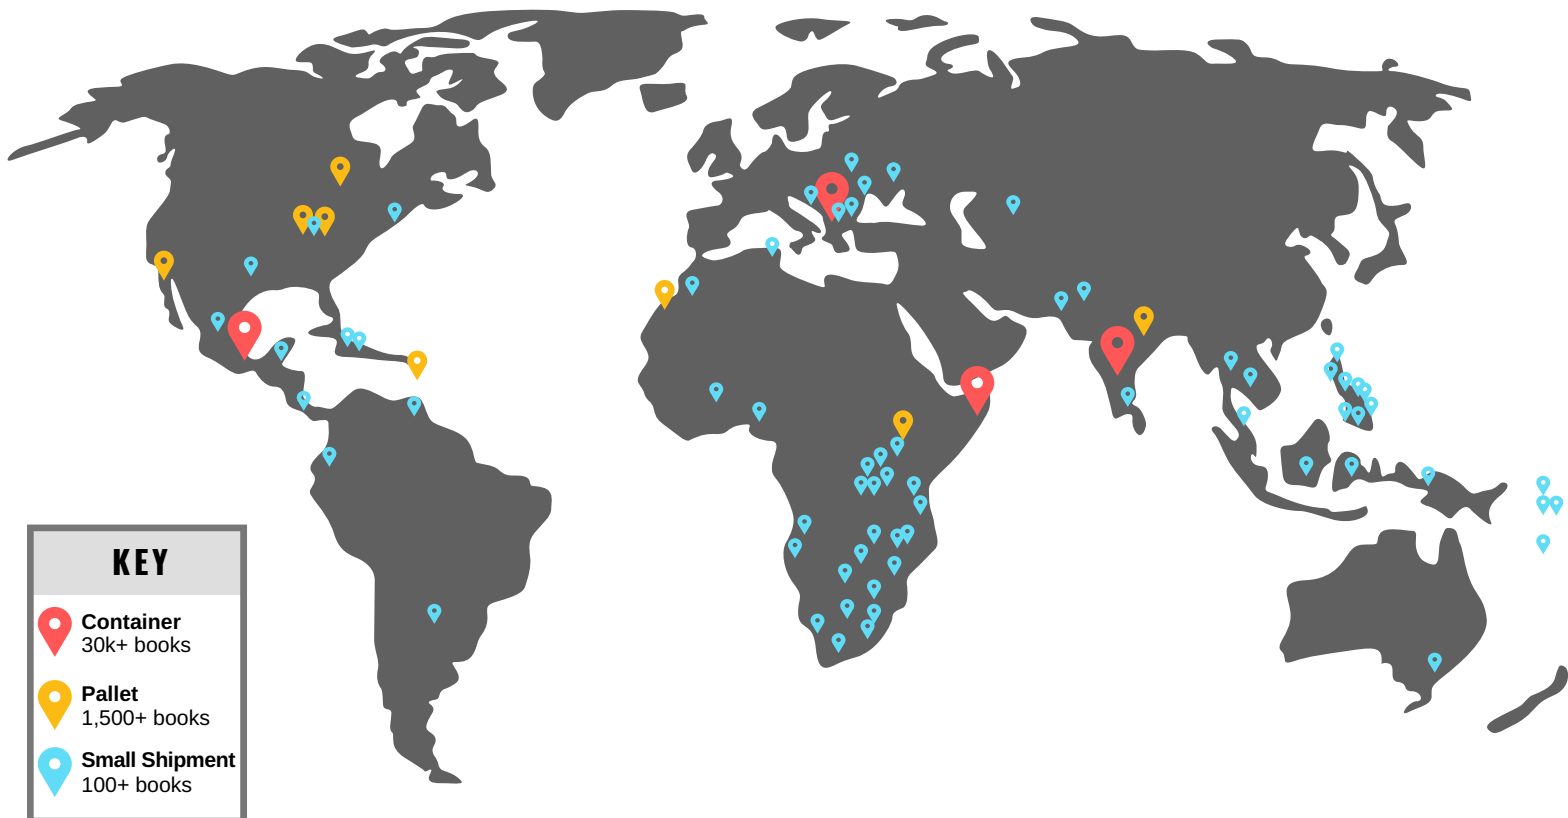 KEY
Container
30k+ books
Pallet
1,500+ books
Small Shipment
100+ books